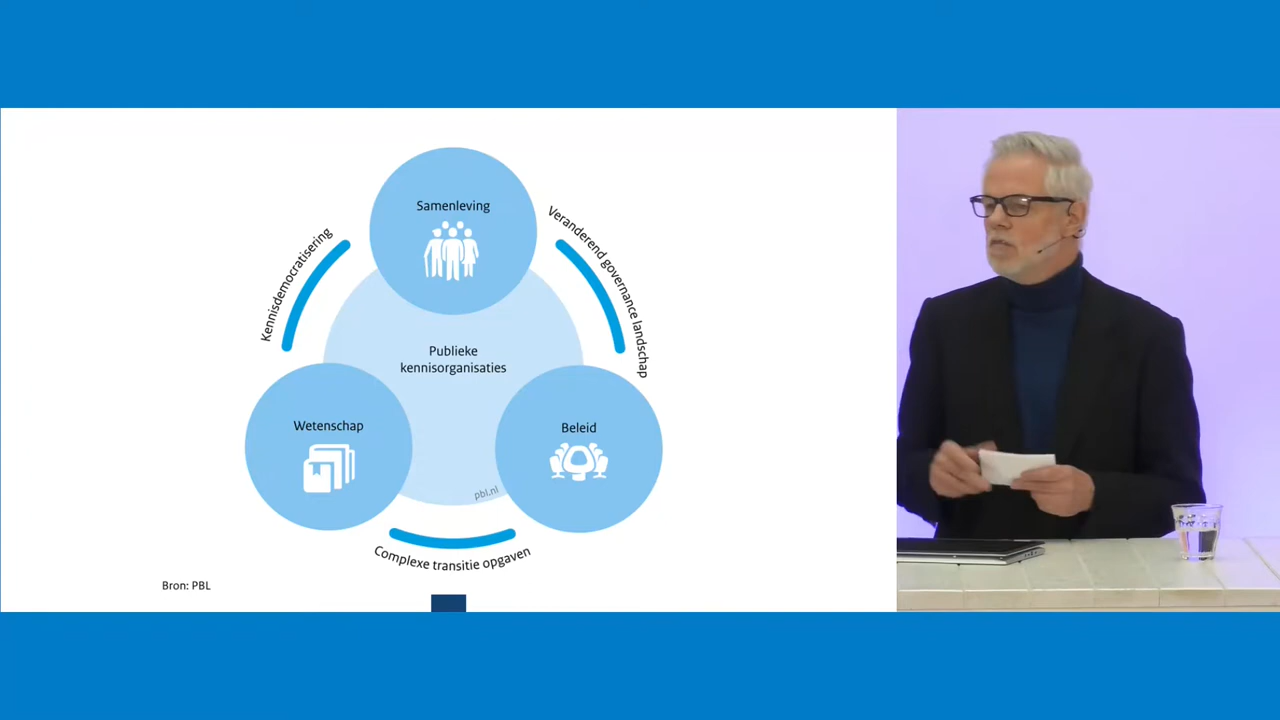 Samenleving
Kennisdemocratisering
Veranderend governance landschap
Publieke
kennisorganisaties
Wetenschap
Beleid
pbl.nl
Complexe transitie opgaven
Bron: PBL